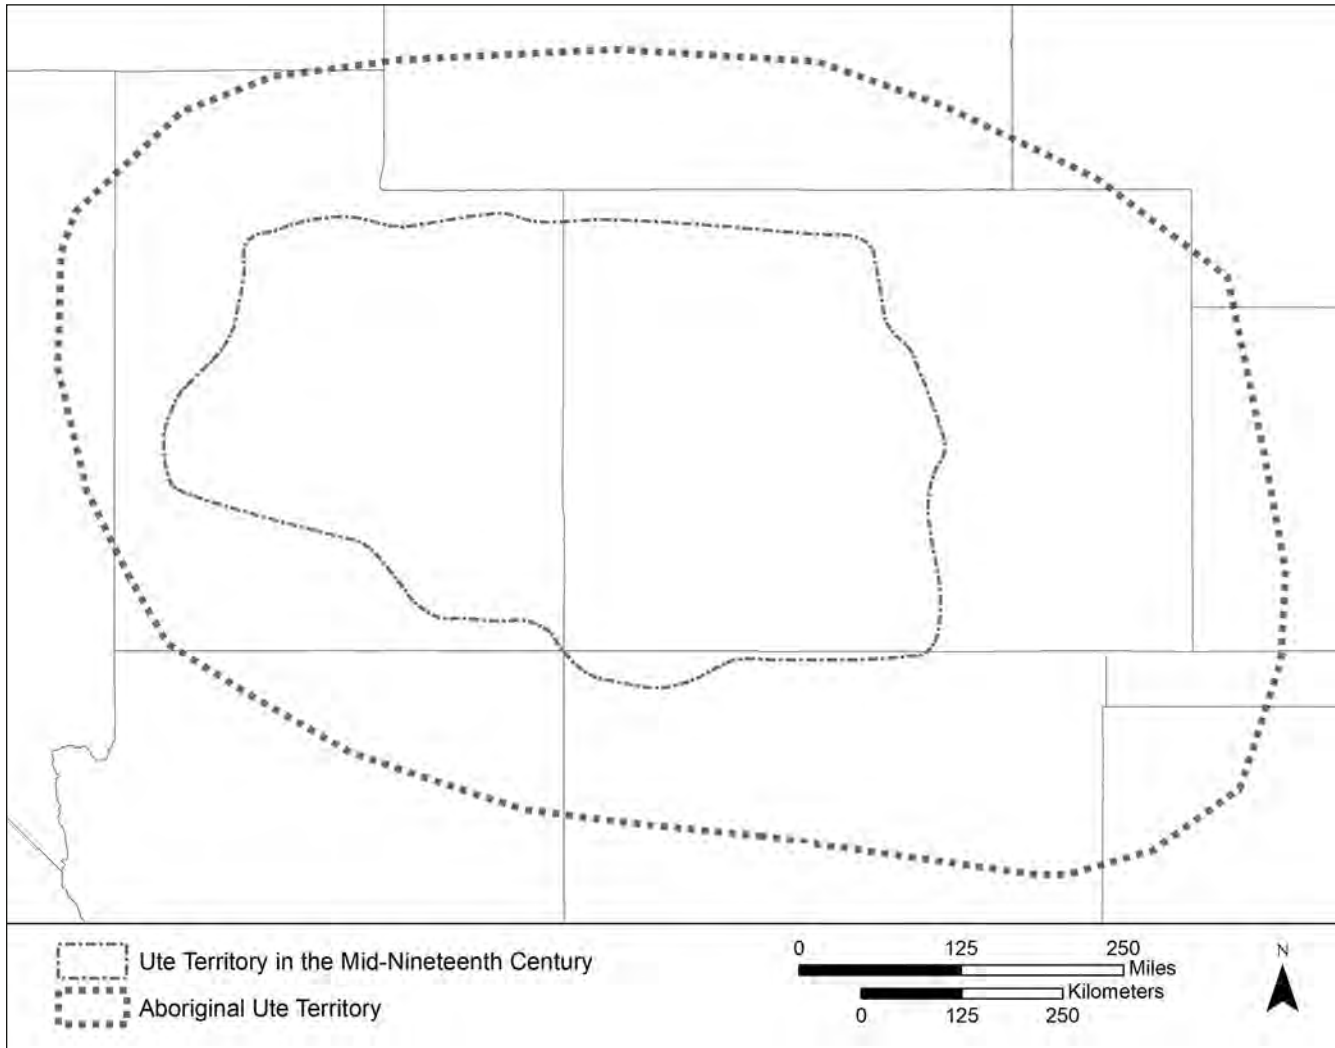 Ute Territory in the Mid-Nineteenth Century
Aboriginal Ute Territory
0 125 250
Miles
Kilometers
0 125 250
N